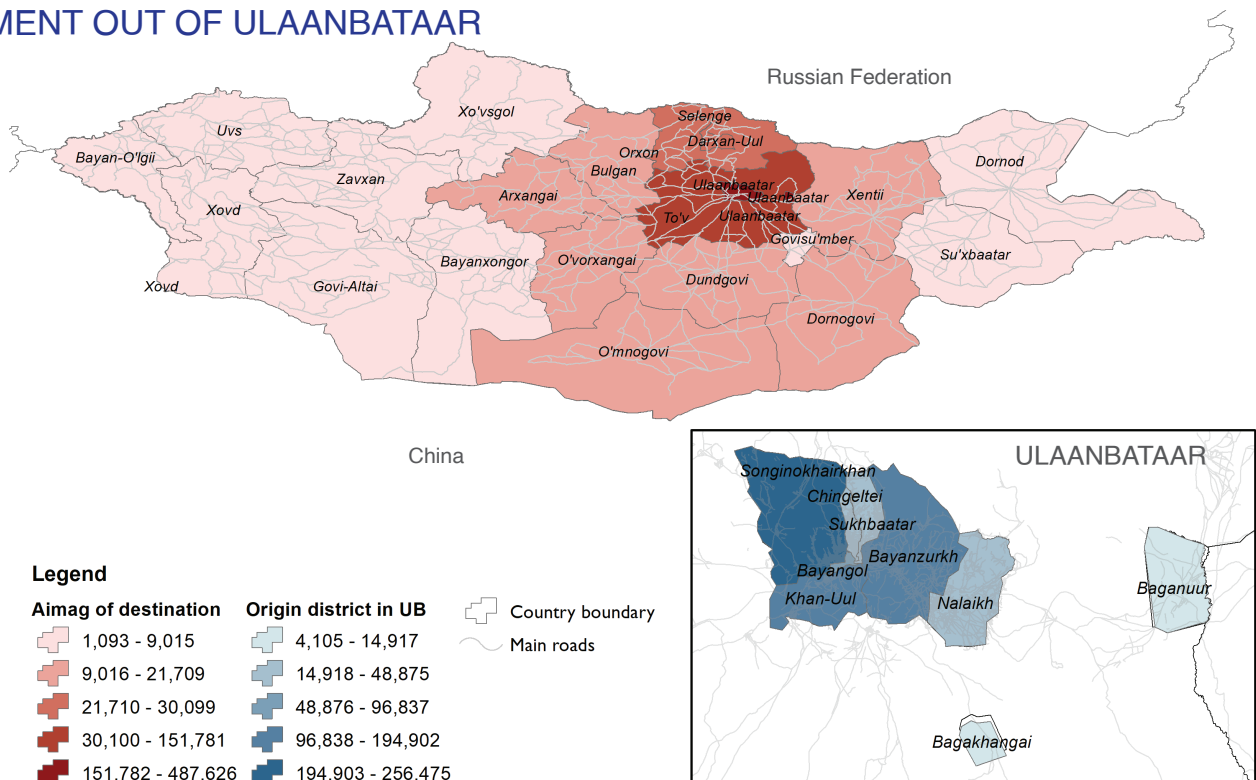 MENT OUT OF ULAANBATAAR
Russian Federation
Xo'vsgol
Selenge
Uvs
Darxan-Uul
Orxon
Bayan-O'lgii
Dornod
Bulgan
Zavxan
Ulaanbaatar
Arxangai
Xentii
Ulaanbaatar
Xovd
To'v
Ulaanbaatar
Govisu'mber
Su'xbaatar
Bayanxongor
O'vorxangai
Dundgovi
Xovd
Govi-Altai
Dornogovi
O'mnogovi
China
ULAANBATAAR
Songinokhairkhan
Chingeltei
Sukhbaatar
Bayanzurkh
Bayangol
Baganuur
Khan-Uul
Nalaikh
Bagakhangai
Legend
Aimag of destination
1,093 - 9,015
9,016 - 21,709
21,710 - 30,099
30,100 - 151,781
151,782 - 487,626
Origin district in UB
4,105 - 14,917
14,918 - 48,875
48,876 - 96,837
96,838 - 194,902
194,903 - 256,475
Country boundary
Main roads